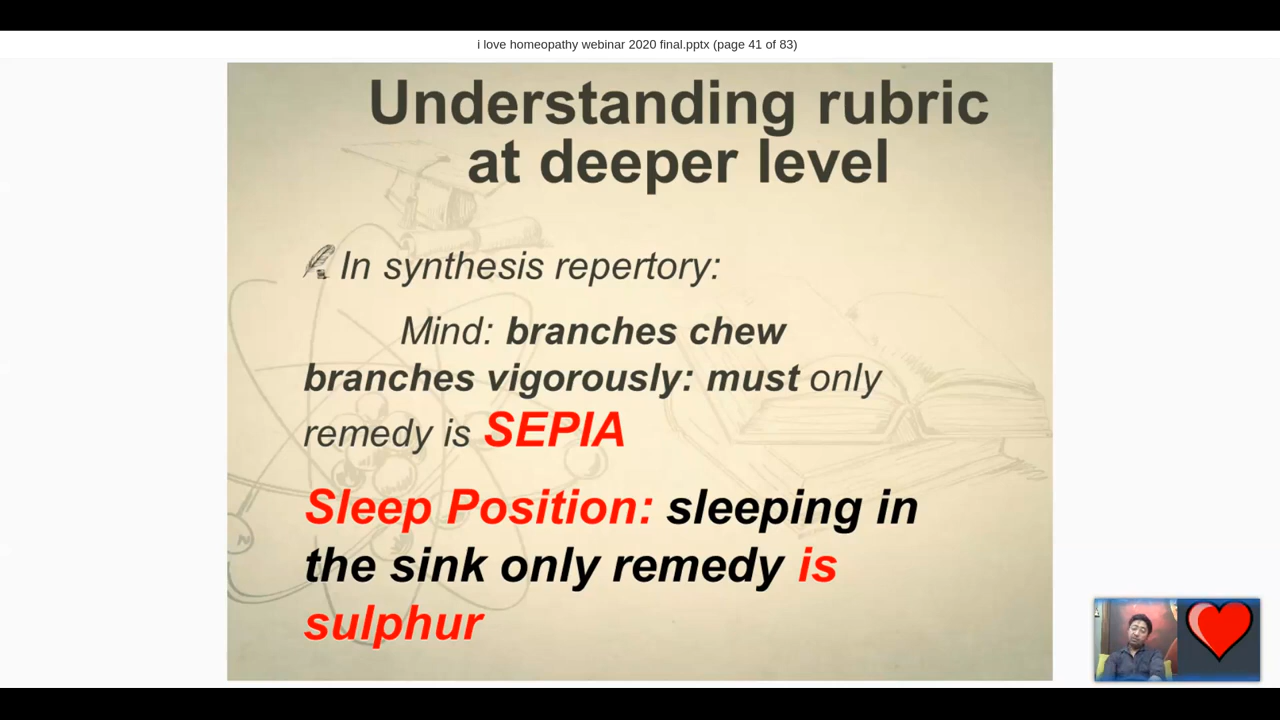 i love homeopathy webinar 2020 final.pptx (page 41 of 83)
Understanding rubric
at deeper level
In synthesis repertory:
Mind: branches chew
branches vigorously: must only
remedy is SEPIA
Sleep Position: sleeping in
the sink only remedy is
sulphur